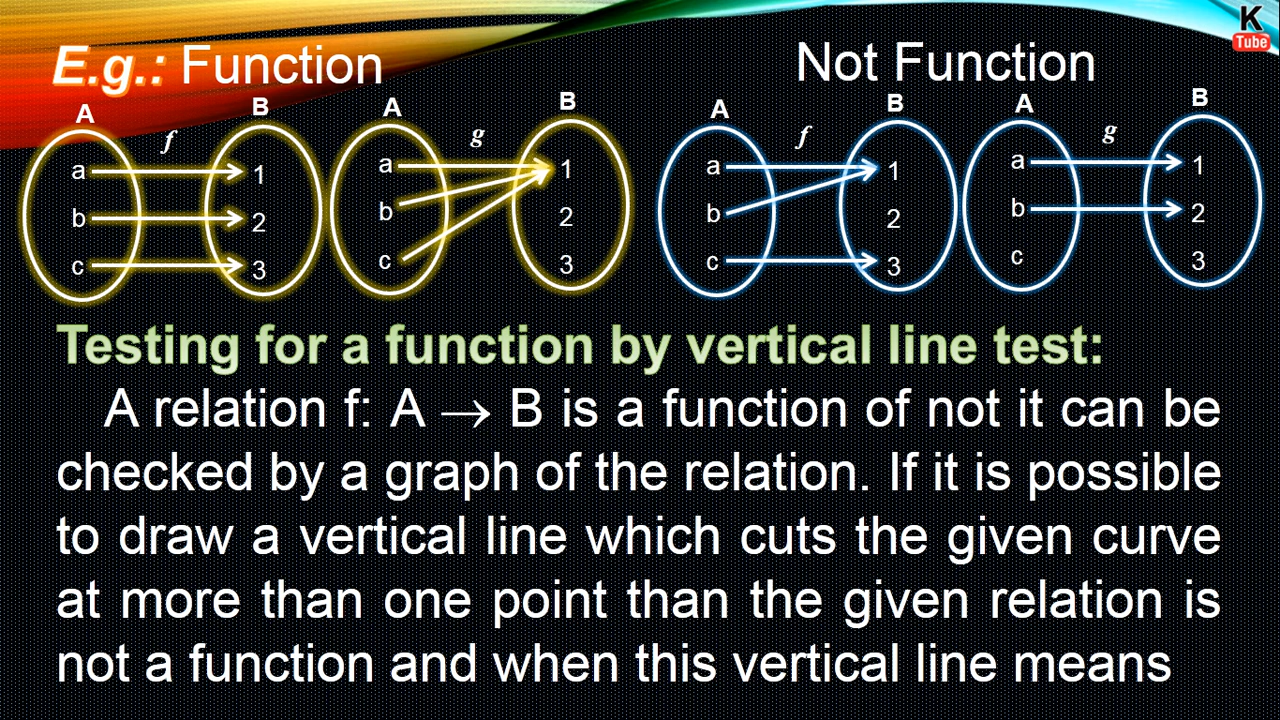 K
Tube
E.g.: Function Not Function
A B A B A B A B
f g f g
a 1 a 1 a 1 a 1
b 2 b 2 b 2 b 2
c 3 c 3 c 3 c 3
Testing for a function by vertical line test:
A relation f: A → B is a function of not it can be
checked by a graph of the relation. If it is possible
to draw a vertical line which cuts the given curve
at more than one point than the given relation is
not a function and when this vertical line means